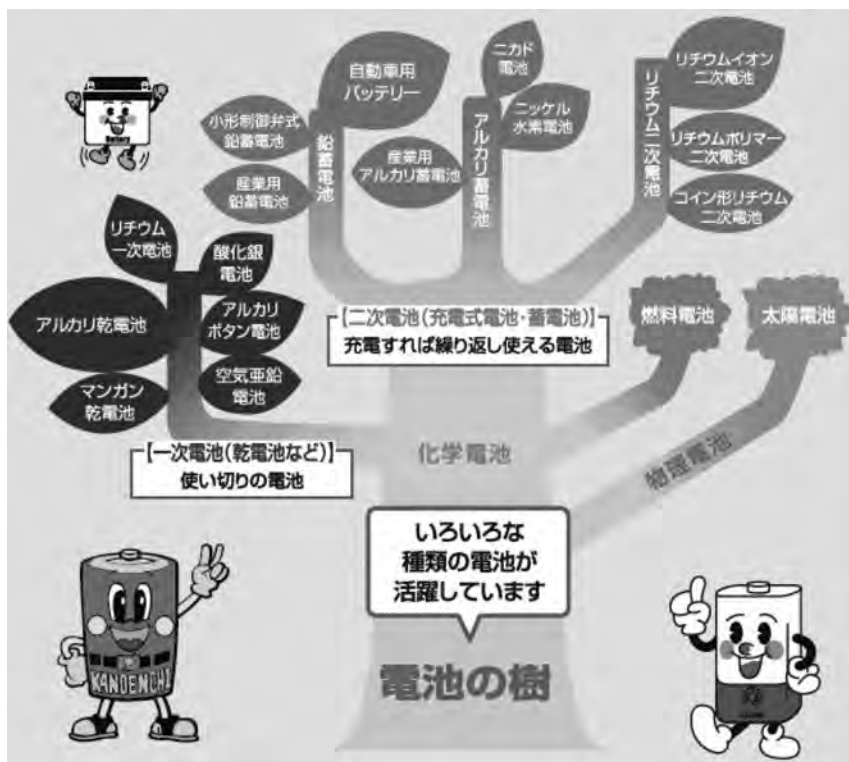 ニカド
電池
自動車用
バッテリー
リチウムイオン
二次電池
小形制御弁式
鉛蓄電池
ニッケル
水素電池
リチウムポリマー
二次電池
産業用
アルカリ蓄電池
産業用
鉛蓄電池
コイン形リチウム
二次電池
鉛蓄電池
アルカリ蓄電池
リチウム二次電池
Battery
リチウム
一次電池
酸化銀
電池
アルカリ乾電池
アルカリ
ボタン電池
マンガン
乾電池
空気亜鉛
電池
【二次電池(充電式電池・蓄電池)】
充電すれば繰り返し使える電池
燃料電池
太陽電池
【一次電池(乾電池など)】
使い切りの電池
化学電池
物理電池
いろいろな
種類の電池が
活躍しています
電池の樹
KANDENCHI